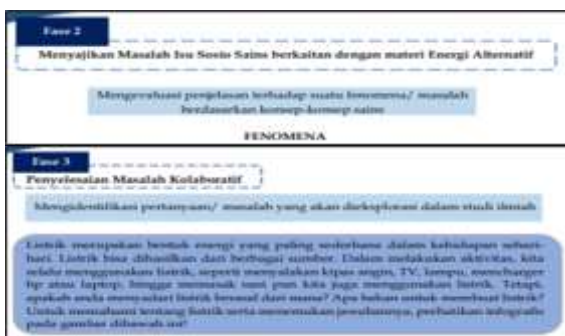 Fase 2
Menyajikan Masalah Isu Sosio Sains berkaitan dengan materi Energi Alternatif
Mengevaluasi penjelasan terhadap suatu fenomena/ masalah
berdasarkan konsep-konsep sains
FENOMENA
Fase 3
Penyelesaian Masalah Kolaboratif
Mengidentifikasi pertanyaan/ masalah yang akan dieksplorasi dalam studi ilmiah
Listrik merupakan bentuk energi yang paling sederhana dalam kehidupan sehari-
hari. Listrik bisa dihasilkan dari berbagai sumber. Dalam melakukan aktivitas, kita
selalu menggunakan listrik, seperti menyalakan kipas angin, TV, lampu, mencharger
hp atau laptop, hingga memasak nasi pun kita juga menggunakan listrik. Tetapi,
apakah anda menyadari listrik berasal dari mana? Apa bahan untuk membuat listrik?
Untuk memahami tentang listrik serta menemukan jawabannya, perhatikan infografis
pada gambar dibawah ini!